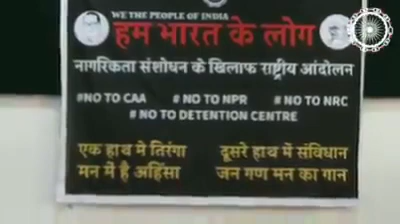 WE THE PEOPLE OF INDIA
हम भारत के लोग
नागरिकता संशोधन के खिलाफ राष्ट्रीय आंदोलन
#NO TO CAA # NO TO NPR # NO TO NRC
# NO TO DETENTION CENTRE
एक हाथ मे तिरंगा दूसरे हाथ में संविधान
मन में है अहिंसा जन गण मन का गान